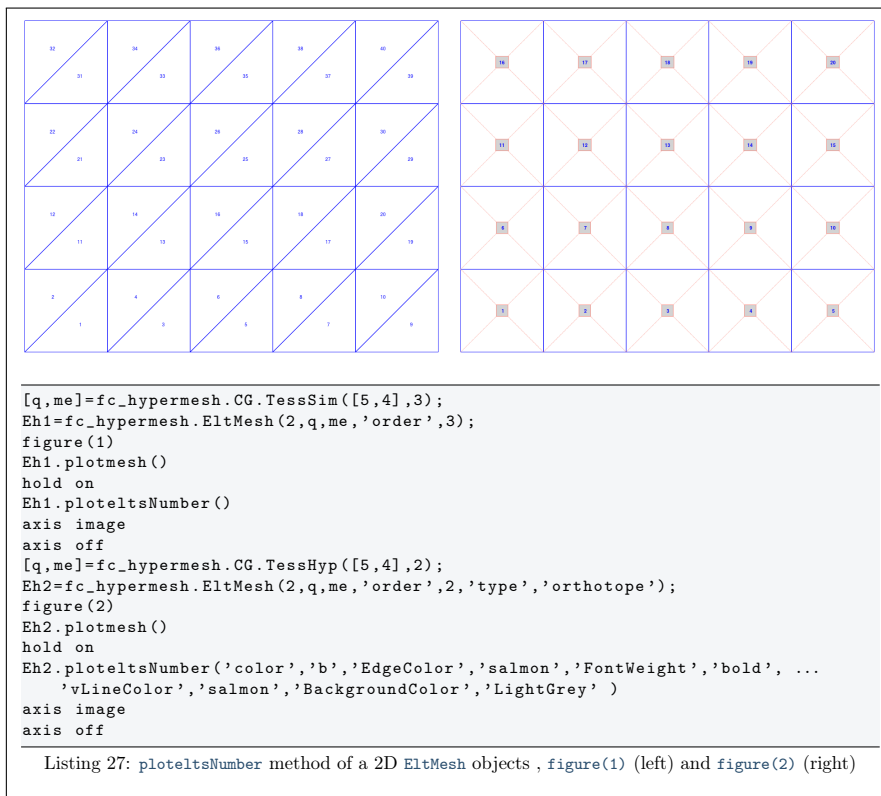 32 34 36 38 40
31 33 35 37 39
22 24 26 28 30
21 23 25 27 29
12 14 16 18 20
11 13 15 17 19
2 4 6 8 10
1 3 5 7 9
16 17 18 19 20
11 12 13 14 15
6 7 8 9 10
1 2 3 4 5
[q,me]=fc_hypermesh.CG.TessSim([5,4],3);
Eh1=fc_hypermesh.EltMesh(2,q,me,'order',3);
figure(1)
Eh1.plotmesh()
hold on
Eh1.ploteltsNumber()
axis image
axis off
[q,me]=fc_hypermesh.CG.TessHyp([5,4],2);
Eh2=fc_hypermesh.EltMesh(2,q,me,'order',2,'type','orthotope');
figure(2)
Eh2.plotmesh()
hold on
Eh2.ploteltsNumber('color','b','EdgeColor','salmon','FontWeight','bold', ...
'vLineColor','salmon','BackgroundColor','LightGrey' )
axis image
axis off
Listing 27: ploteltsNumber method of a 2D EltMesh objects , figure(1) (left) and figure(2) (right)